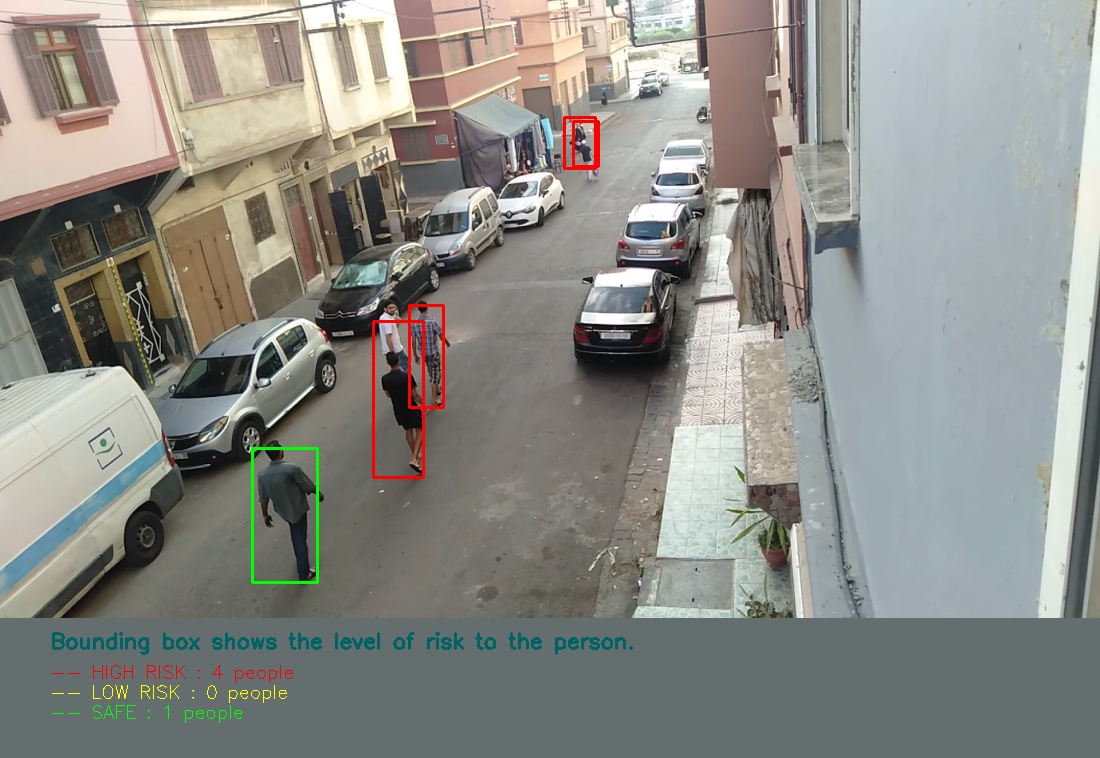 Bounding box shows the level of risk to the person.
—— HIGH RISK : 4 people
—— LOW RISK : 0 people
—— SAFE : 1 people